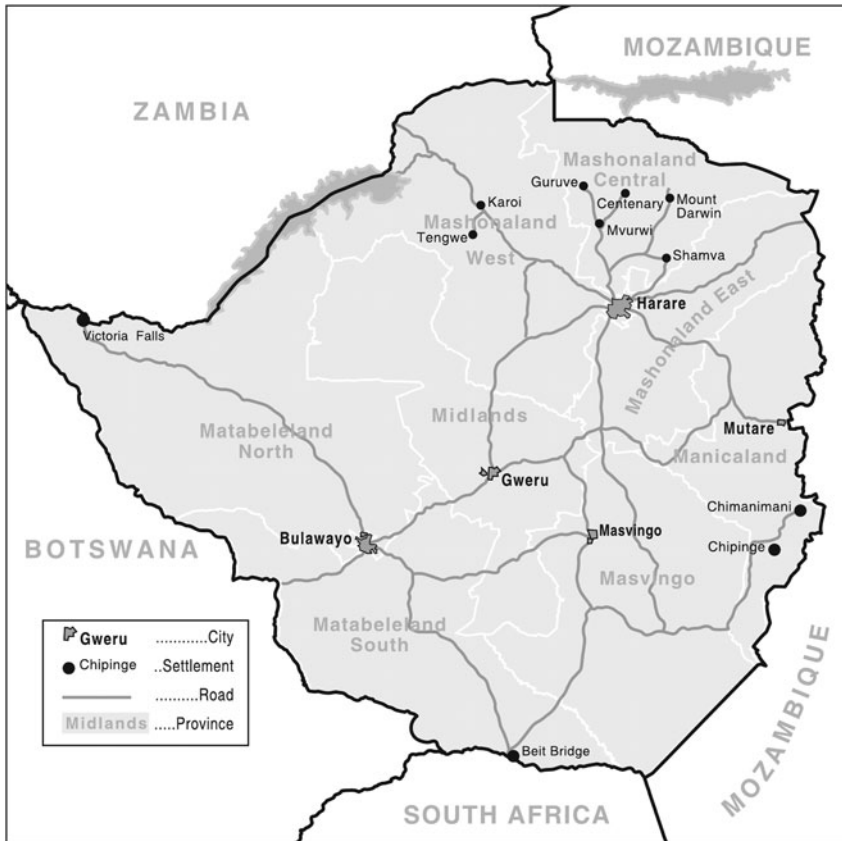 MOZAMBIQUE
ZAMBIA
Mashonaland
Central
Guruve
Centenary
Mount
Darwin
Karoi
Mashonaland
West
Tengwe
Mvurwi
Shamva
Harare
Mashonaland East
Victoria Falls
Midlands
Matabeleland
North
Mutare
Manicaland
Gweru
Chimanimani
Bulawayo
Masvingo
Chipinge
BOTSWANA
Masvingo
Matabeleland
South
MOZAMBIQUE
Gweru ...........City
Chipinge ..Settlement
..........Road
Midlands .....Province
Beit Bridge
SOUTH AFRICA